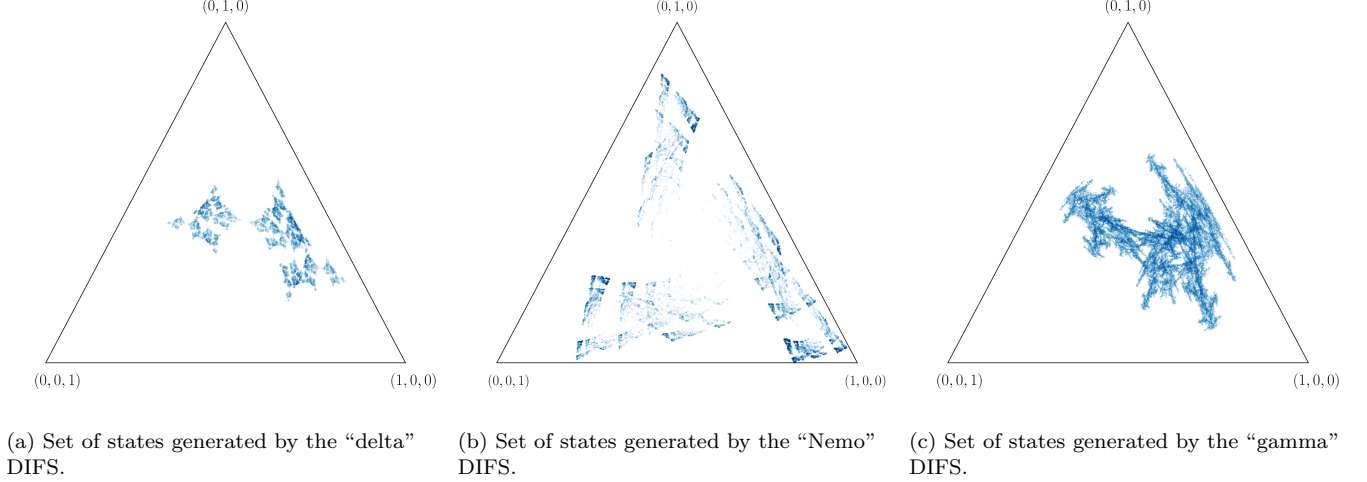 (0, 1, 0)
(0, 0, 1)
(1, 0, 0)
(a) Set of states generated by the “delta”
DIFS.
(0, 1, 0)
(0, 0, 1)
(1, 0, 0)
(b) Set of states generated by the “Nemo”
DIFS.
(0, 1, 0)
(0, 0, 1)
(1, 0, 0)
(c) Set of states generated by the “gamma”
DIFS.